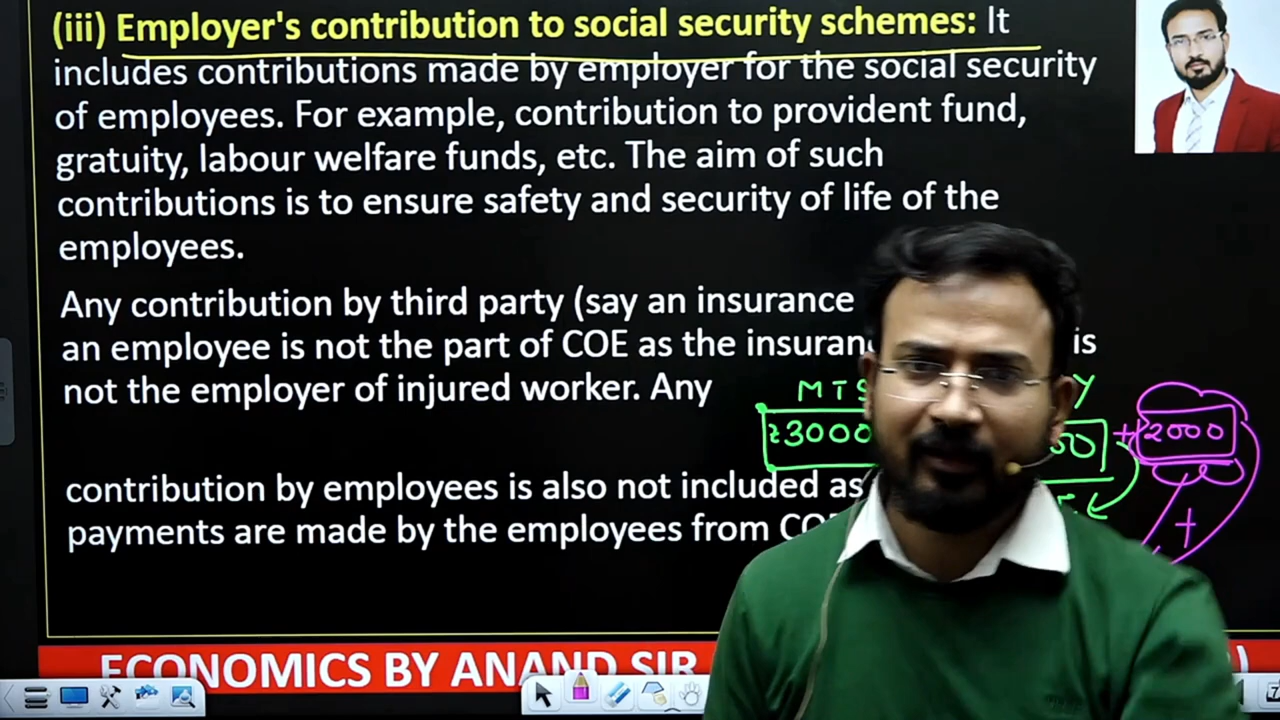 (iii) Employer's contribution to social security schemes: It
includes contributions made by employer for the social security
of employees. For example, contribution to provident fund,
gratuity, labour welfare funds, etc. The aim of such
contributions is to ensure safety and security of life of the
employees.
Any contribution by third party (say an insurance
an employee is not the part of COE as the is
not the employer of injured worker. Any
MTS Y
₹3000 + 2000
contribution by employees is also not included as
payments are made by the employees from
+
ECONOMICS BY ANAND SIR